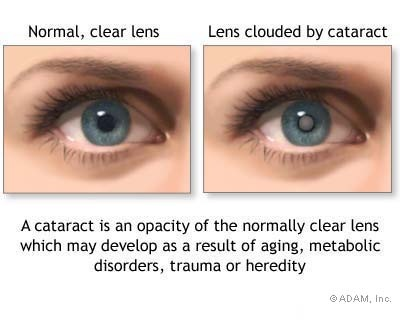 Normal, clear lens
Lens clouded by cataract
A cataract is an opacity of the normally clear lens
which may develop as a result of aging, metabolic
disorders, trauma or heredity
©ADAM, Inc.